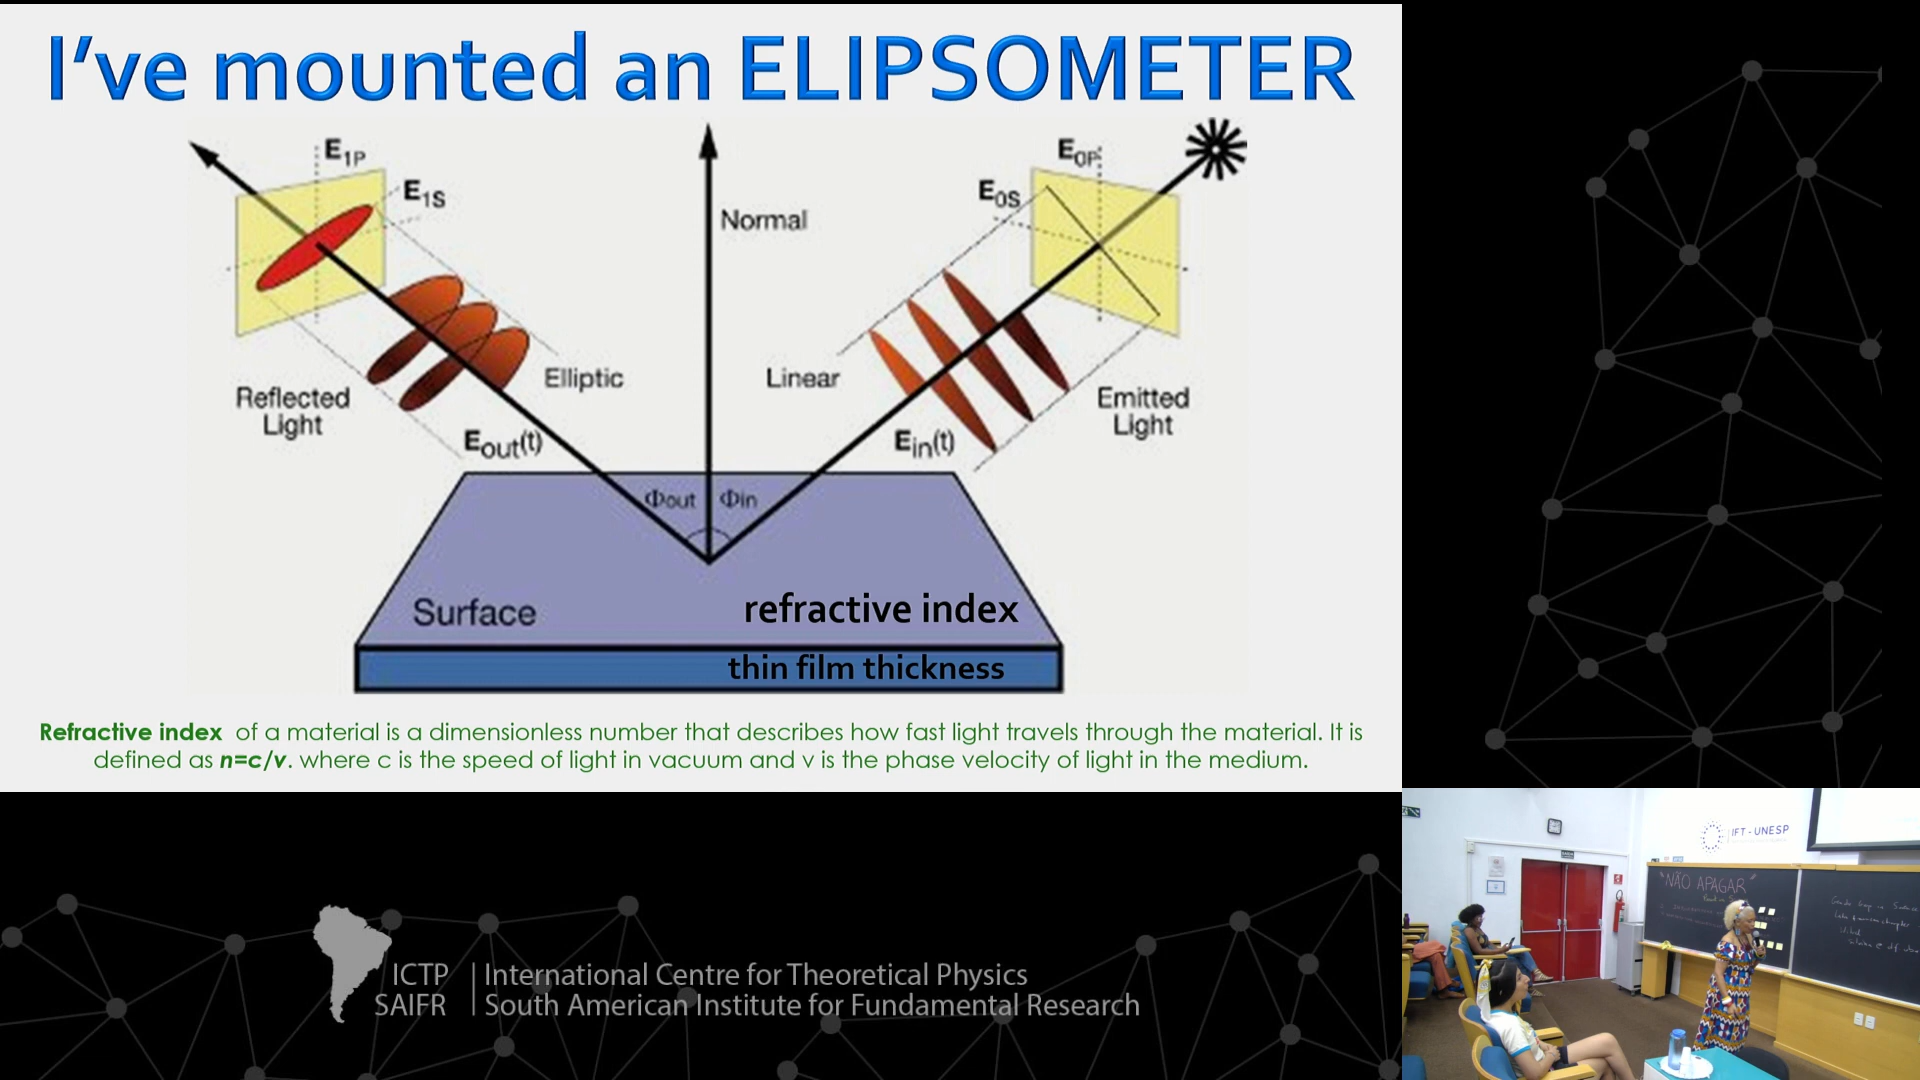 I've mounted an ELIPSOMETER
E1P
E1S
E0P
E0S
Normal
Elliptic
Linear
Reflected
Light
Emitted
Light
Eout(t)
Ein(t)
Φout
Φin
Surface
refractive index
thin film thickness
Refractive index of a material is a dimensionless number that describes how fast light travels through the material. It is
defined as n=c/v. where c is the speed of light in vacuum and v is the phase velocity of light in the medium.
ICTP
SAIFR
International Centre for Theoretical Physics
South American Institute for Fundamental Research
IFT - UNESP
"NÃO APAGAR"